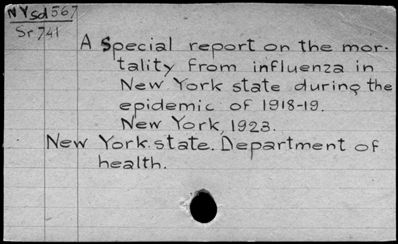 NYsd567
Sr741
A Special report on the mor-
tality from influenza in
New York state during the
epidemic of 1918-19.
New York, 1923.
New York. state. Department of
health.